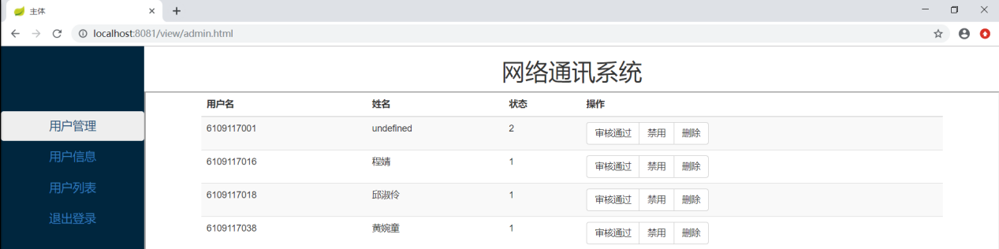 主体
localhost:8081/view/admin.html
网络通讯系统
用户管理
用户信息
用户列表
退出登录
用户名 姓名 状态 操作
6109117001 undefined 2 审核通过 禁用 删除
6109117016 程婧 1 审核通过 禁用 删除
6109117018 邱淑伶 1 审核通过 禁用 删除
6109117038 黄婉童 1 审核通过 禁用 删除